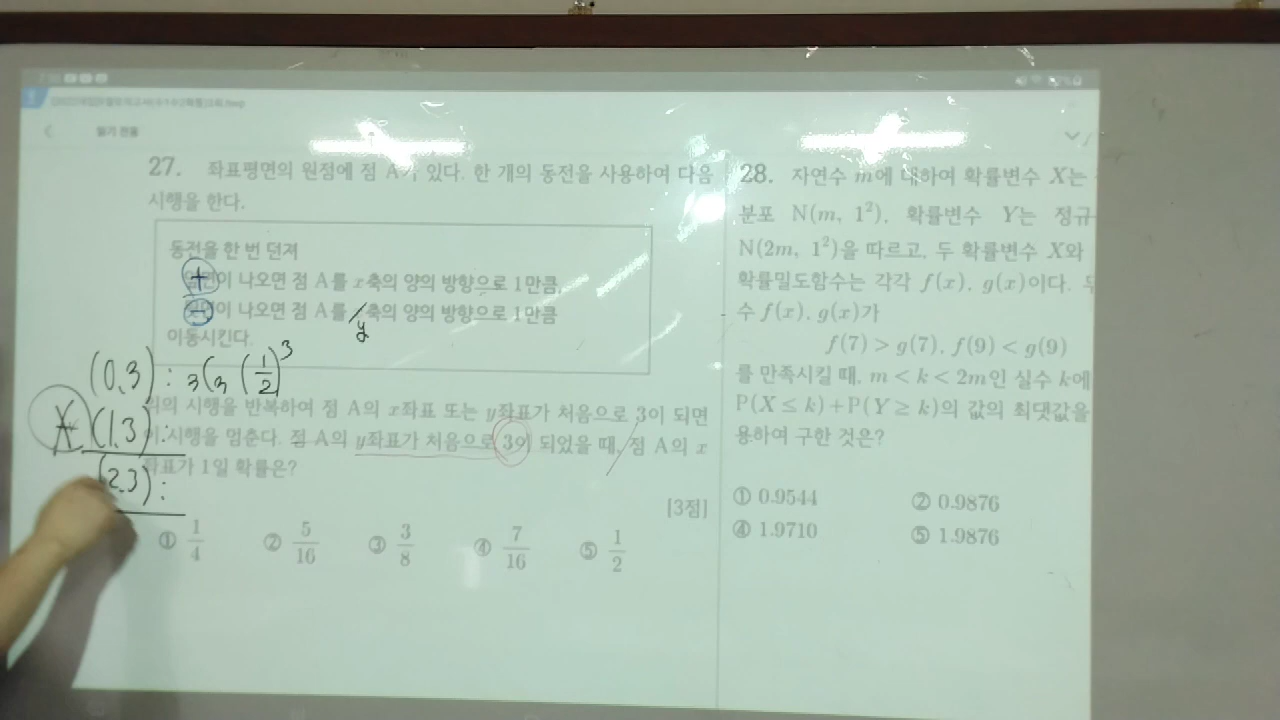 읽기 전용
27. 좌표평면의 원점에 점 A가 있다. 한 개의 동전을 사용하여 다음
시행을 한다.
동전을 한 번 던져
+ 이 나오면 점 A를 x축의 양의 방향으로 1만큼,
− 이 나오면 점 A를 y축의 양의 방향으로 1만큼
이동시킨다.
(0,3) : ₃C₃ (1/2)³
위의 시행을 반복하여 점 A의 x좌표 또는 y좌표가 처음으로 3이 되면
(1,3) :
이 시행을 멈춘다. 점 A의 y좌표가 처음으로 3이 되었을 때, 점 A의 x
좌표가 1일 확률은?
(2,3) :
[3점]
① 1/4 ② 5/16 ③ 3/8 ④ 7/16 ⑤ 1/2
28. 자연수 m에 대하여 확률변수 X는
분포 N(m, 1²), 확률변수 Y는 정규
N(2m, 1²)을 따르고, 두 확률변수 X와
확률밀도함수는 각각 f(x), g(x)이다. 두
수 f(x), g(x)가
f(7) > g(7), f(9) < g(9)
를 만족시킬 때, m < k < 2m인 실수 k에
P(X ≤ k) + P(Y ≥ k)의 값의 최댓값을
용하여 구한 것은?
① 0.9544 ② 0.9876
④ 1.9710 ⑤ 1.9876